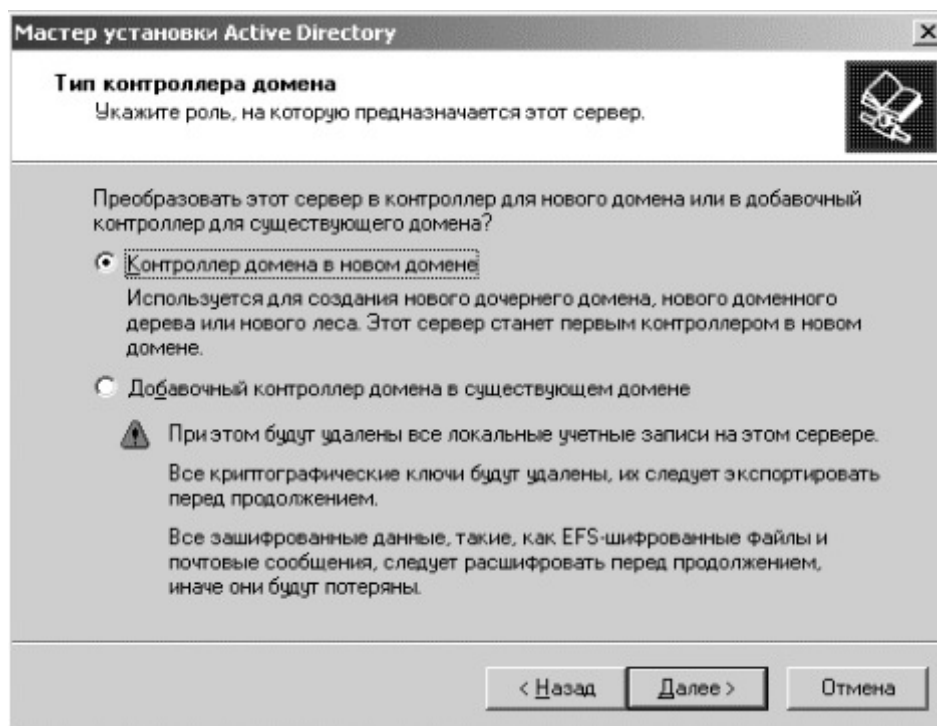 Мастер установки Active Directory
Тип контроллера домена
Укажите роль, на которую предназначается этот сервер.
Преобразовать этот сервер в контроллер для нового домена или в добавочный
контроллер для существующего домена?
Контроллер домена в новом домене
Используется для создания нового дочернего домена, нового доменного
дерева или нового леса. Этот сервер станет первым контроллером в новом
домене.
Добавочный контроллер домена в существующем домене
При этом будут удалены все локальные учетные записи на этом сервере.
Все криптографические ключи будут удалены, их следует экспортировать
перед продолжением.
Все зашифрованные данные, такие, как EFS-шифрованные файлы и
почтовые сообщения, следует расшифровать перед продолжением,
иначе они будут потеряны.
< Назад Далее > Отмена